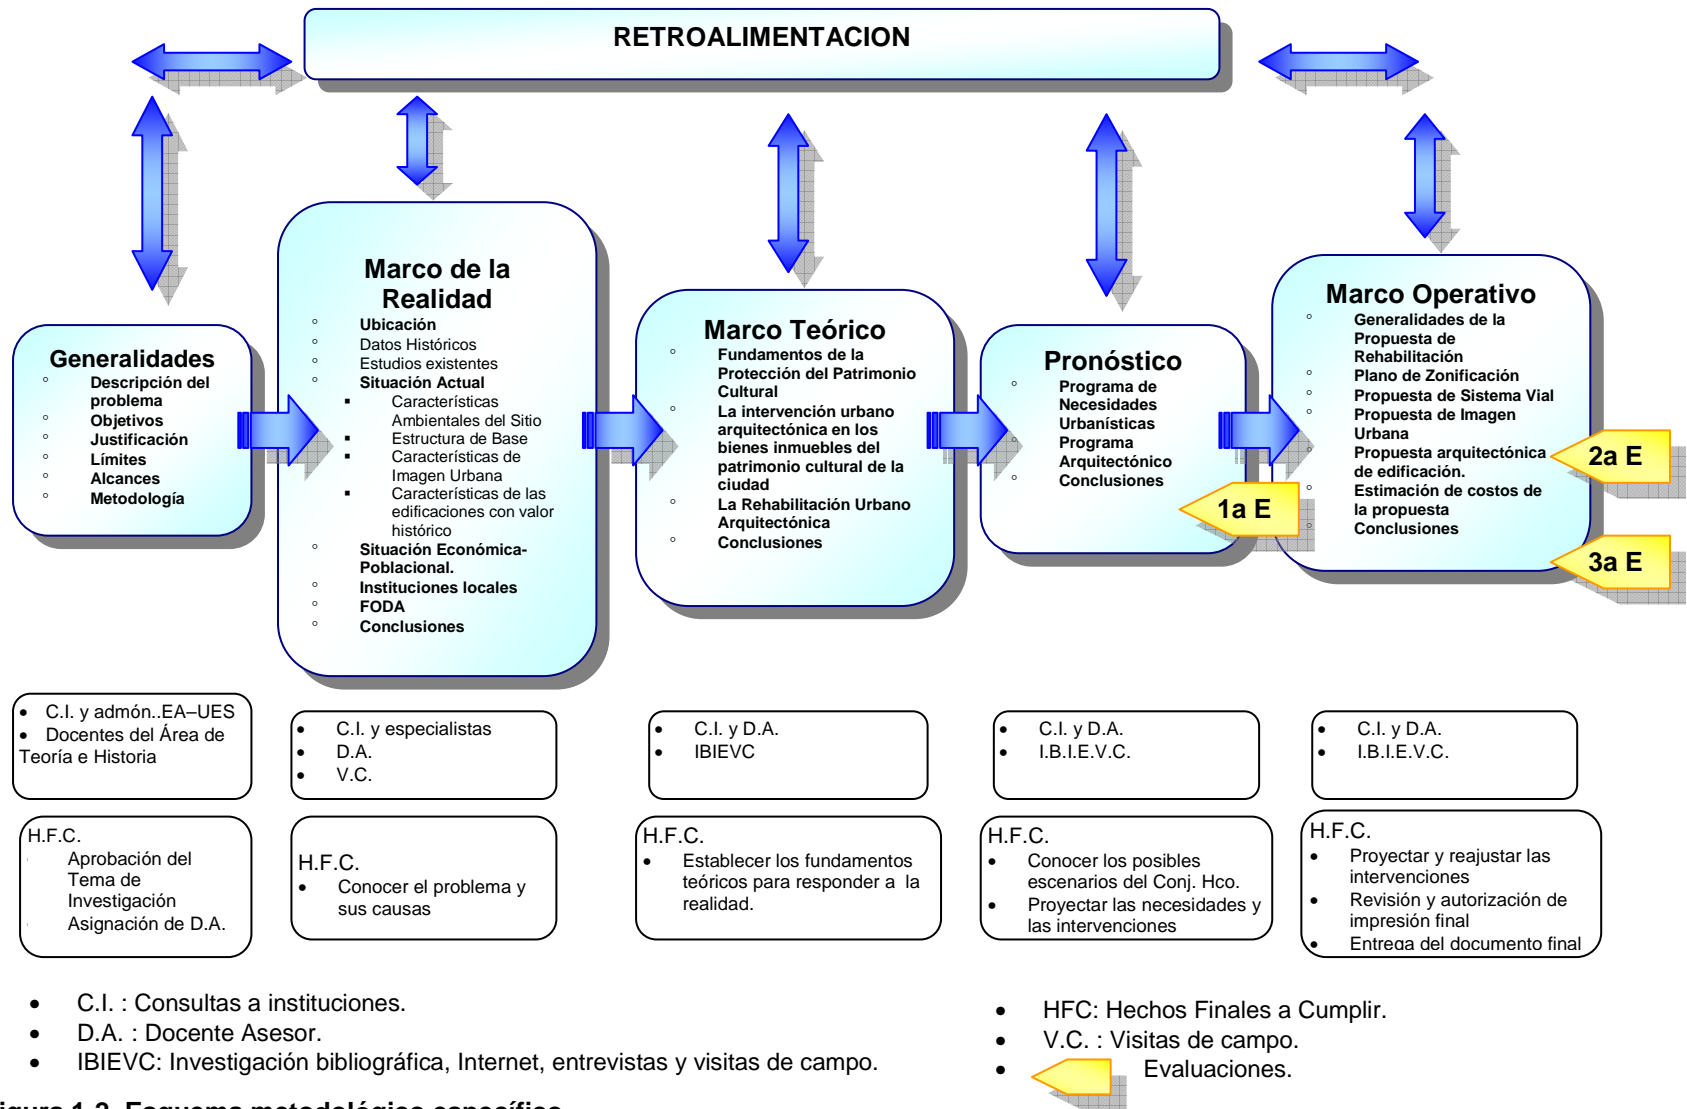 RETROALIMENTACION
Generalidades
Descripción del
problema
Objetivos
Justificación
Límites
Alcances
Metodología
Marco de la
Realidad
Ubicación
Datos Históricos
Estudios existentes
Situación Actual
Características
Ambientales del Sitio
Estructura de Base
Características de
Imagen Urbana
Características de las
edificaciones con valor
histórico
Situación Económica-
Poblacional.
Instituciones locales
FODA
Conclusiones
Marco Teórico
Fundamentos de la
Protección del Patrimonio
Cultural
La intervención urbano
arquitectónica en los
bienes inmuebles del
patrimonio cultural de la
ciudad
La Rehabilitación Urbano
Arquitectónica
Conclusiones
Pronóstico
Programa de
Necesidades
Urbanísticas
Programa
Arquitectónico
Conclusiones
1a E
Marco Operativo
Generalidades de la
Propuesta de
Rehabilitación
Plano de Zonificación
Propuesta de Sistema Vial
Propuesta de Imagen
Urbana
Propuesta arquitectónica
de edificación.
Estimación de costos de
la propuesta
Conclusiones
2a E
3a E
• C.I. y admón..EA–UES
• Docentes del Área de
Teoría e Historia
• C.I. y especialistas
• D.A.
• V.C.
• C.I. y D.A.
• IBIEVC
• C.I. y D.A.
• I.B.I.E.V.C.
• C.I. y D.A.
• I.B.I.E.V.C.
H.F.C.
Aprobación del
Tema de
Investigación
Asignación de D.A.
H.F.C.
• Conocer el problema y
sus causas
H.F.C.
• Establecer los fundamentos
teóricos para responder a la
realidad.
H.F.C.
• Conocer los posibles
escenarios del Conj. Hco.
• Proyectar las necesidades y
las intervenciones
H.F.C.
• Proyectar y reajustar las
intervenciones
• Revisión y autorización de
impresión final
• Entrega del documento final
• C.I. : Consultas a instituciones.
• D.A. : Docente Asesor.
• IBIEVC: Investigación bibliográfica, Internet, entrevistas y visitas de campo.
• HFC: Hechos Finales a Cumplir.
• V.C. : Visitas de campo.
• Evaluaciones.
igura 1-2. Esquema metodológico específico